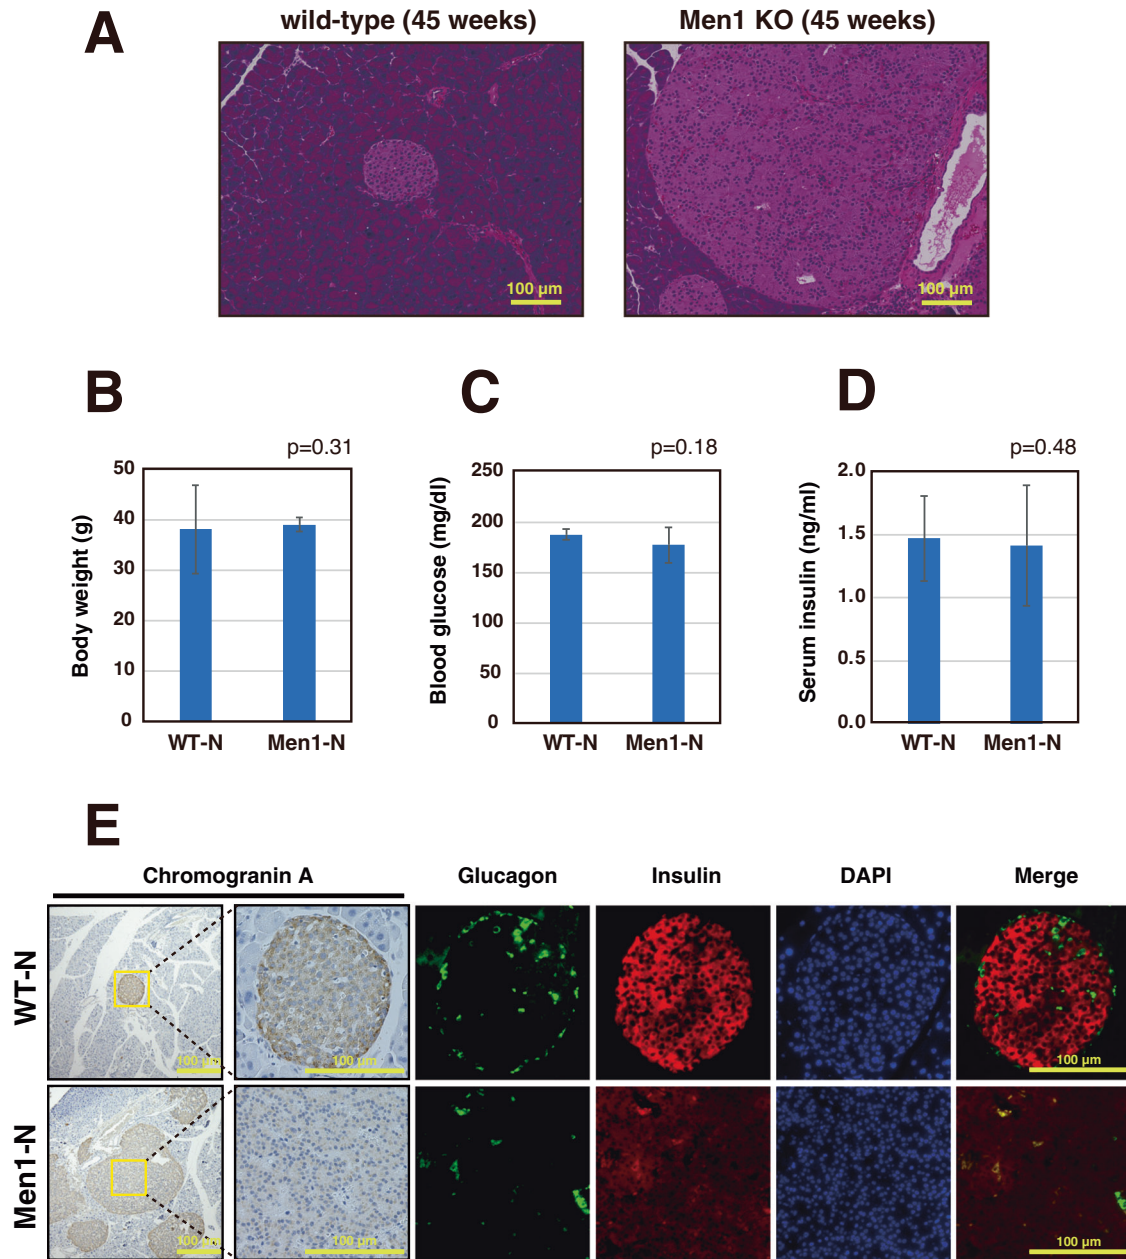 A
wild-type (45 weeks)
Men1 KO (45 weeks)
100 µm
100 µm
B
p=0.31
Body weight (g)
50
40
30
20
10
0
WT-N
Men1-N
C
p=0.18
Blood glucose (mg/dl)
250
200
150
100
50
0
WT-N
Men1-N
D
p=0.48
Serum insulin (ng/ml)
2.0
1.5
1.0
0.5
0.0
WT-N
Men1-N
E
Chromogranin A
Glucagon
Insulin
DAPI
Merge
WT-N
100 µm
100 µm
100 µm
Men1-N
100 µm
100 µm
100 µm